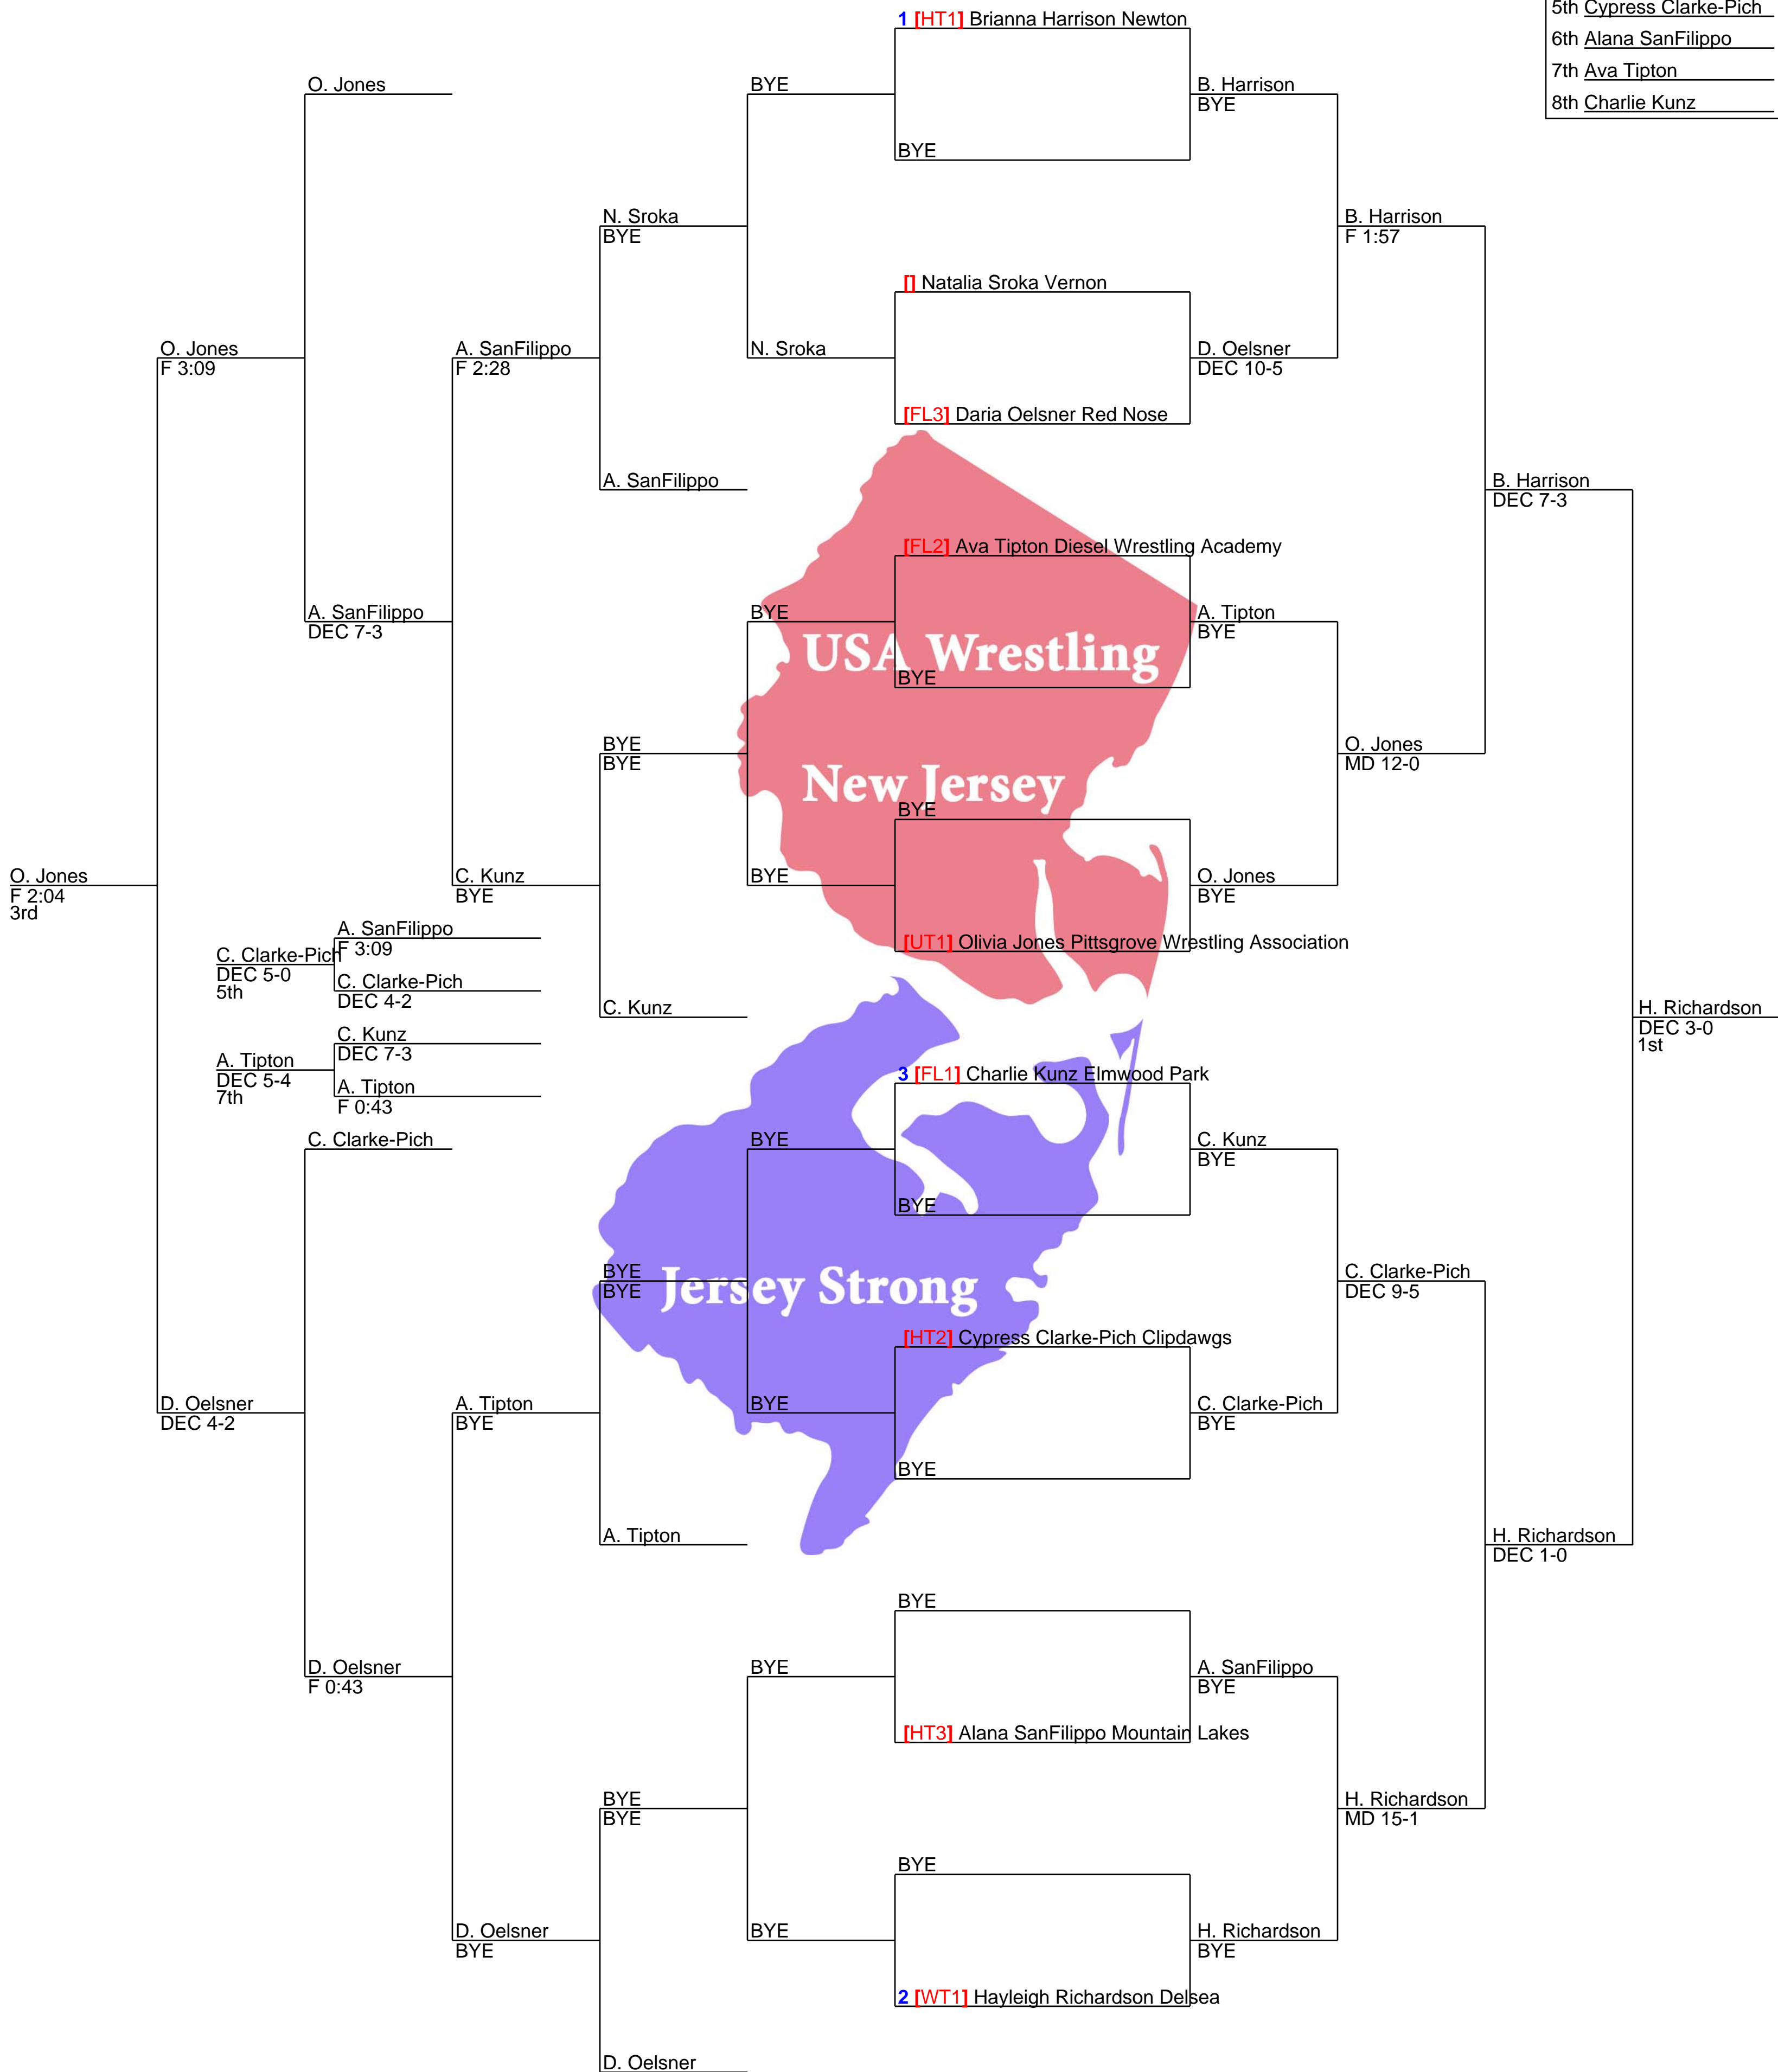 1 [HT1] Brianna Harrison Newton
5th Cypress Clarke-Pich
6th Alana SanFilippo
7th Ava Tipton
8th Charlie Kunz
O. Jones
BYE
B. Harrison
BYE
BYE
N. Sroka
BYE
B. Harrison
F 1:57
[] Natalia Sroka Vernon
O. Jones
F 3:09
A. SanFilippo
F 2:28
N. Sroka
D. Oelsner
DEC 10-5
[FL3] Daria Oelsner Red Nose
A. SanFilippo
B. Harrison
DEC 7-3
[FL2] Ava Tipton Diesel Wrestling Academy
A. SanFilippo
DEC 7-3
BYE
A. Tipton
BYE
USA Wrestling
BYE
BYE
BYE
O. Jones
MD 12-0
New Jersey
BYE
O. Jones
F 2:04
3rd
C. Kunz
BYE
BYE
O. Jones
BYE
A. SanFilippo
F 3:09
[UT1] Olivia Jones Pittsgrove Wrestling Association
C. Clarke-Pich
DEC 5-0
5th
C. Clarke-Pich
DEC 4-2
C. Kunz
H. Richardson
DEC 3-0
1st
C. Kunz
DEC 7-3
A. Tipton
DEC 5-4
7th
3 [FL1] Charlie Kunz Elmwood Park
A. Tipton
F 0:43
C. Clarke-Pich
BYE
C. Kunz
BYE
BYE
BYE
BYE
Jersey Strong
C. Clarke-Pich
DEC 9-5
[HT2] Cypress Clarke-Pich Clipdawgs
D. Oelsner
DEC 4-2
A. Tipton
BYE
BYE
C. Clarke-Pich
BYE
BYE
A. Tipton
H. Richardson
DEC 1-0
BYE
D. Oelsner
F 0:43
BYE
A. SanFilippo
BYE
[HT3] Alana SanFilippo Mountain Lakes
BYE
BYE
H. Richardson
MD 15-1
BYE
D. Oelsner
BYE
BYE
H. Richardson
BYE
2 [WT1] Hayleigh Richardson Delsea
D. Oelsner